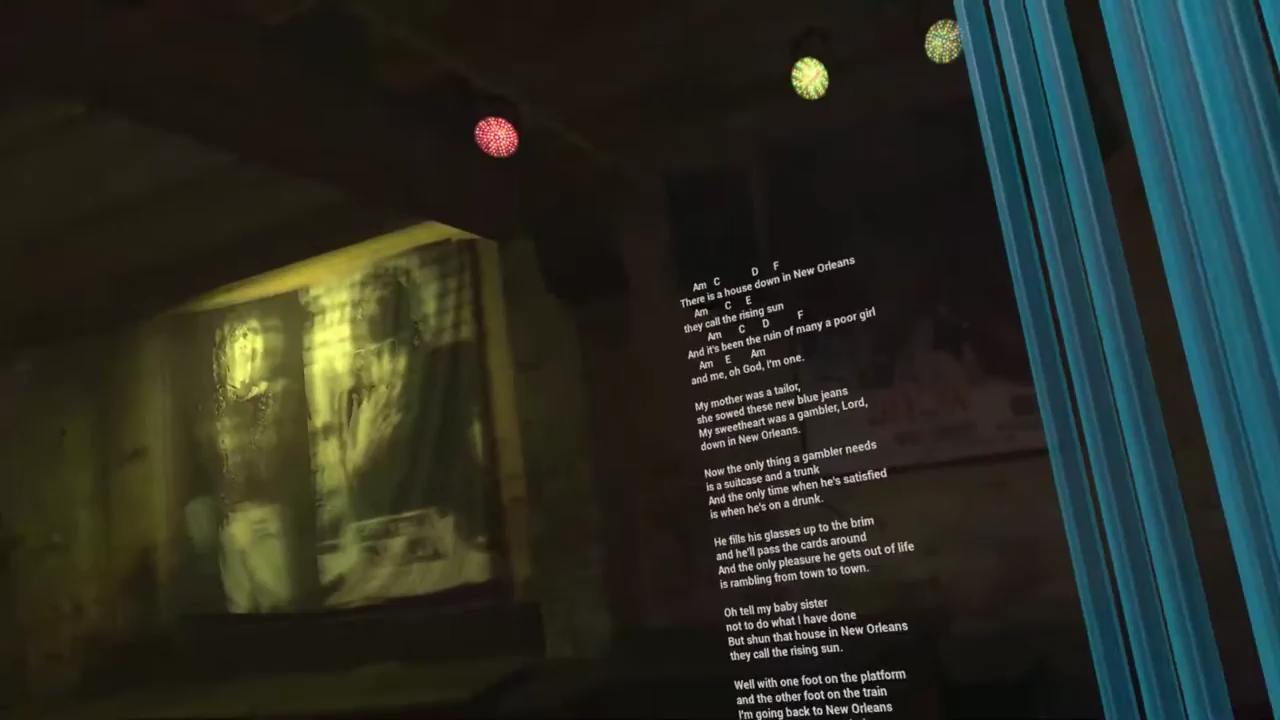 Am C D F
There is a house down in New Orleans
Am C E
they call the rising sun
Am C D F
And it's been the ruin of many a poor girl
Am E Am
and me, oh God, I'm one.
My mother was a tailor,
she sowed these new blue jeans
My sweetheart was a gambler, Lord,
down in New Orleans.
Now the only thing a gambler needs
is a suitcase and a trunk
And the only time when he's satisfied
is when he's on a drunk.
He fills his glasses up to the brim
and he'll pass the cards around
And the only pleasure he gets out of life
is rambling from town to town.
Oh tell my baby sister
not to do what I have done
But shun that house in New Orleans
they call the rising sun.
Well with one foot on the platform
and the other foot on the train
I'm going back to New Orleans